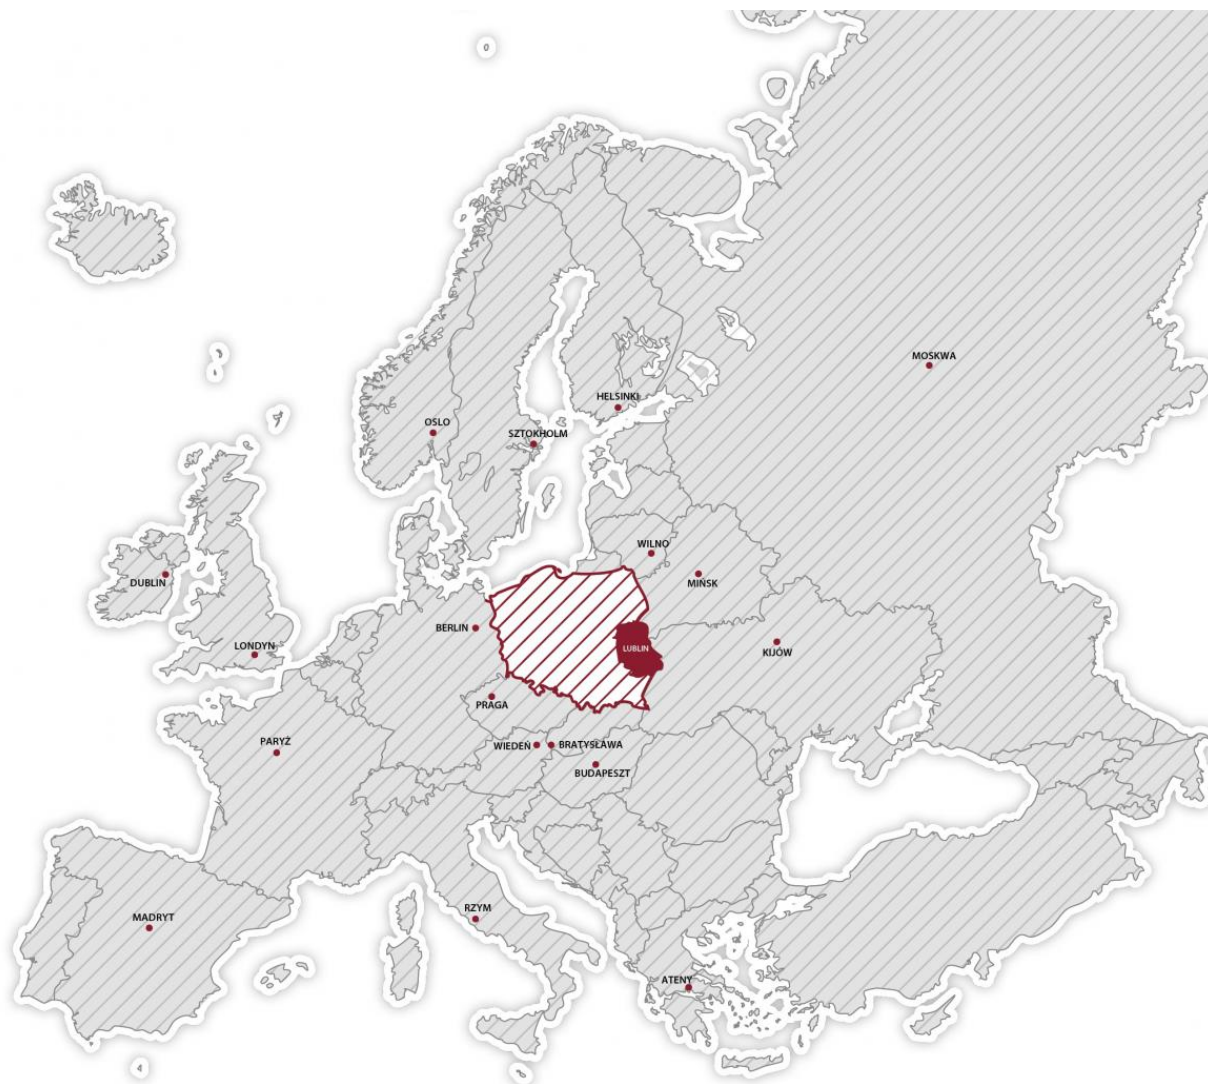 MOSKWA
HELSINKI
OSLO
SZTOKHOLM
WILNO
MIŃSK
DUBLIN
BERLIN
LONDYN
LUBLIN
KIJÓW
PRAGA
PARYŻ
WIEDEŃ
BRATYSŁAWA
BUDAPESZT
RZYM
MADRYT
ATENY